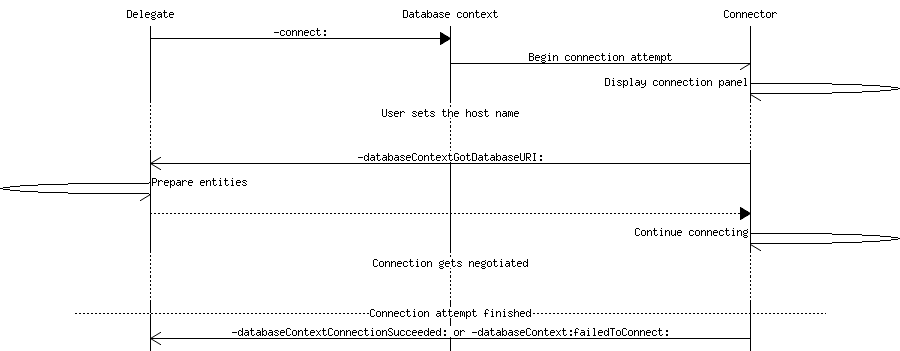 Delegate Database context Connector
-connect:
Begin connection attempt
Display connection panel
User sets the host name
-databaseContextGotDatabaseURI:
Prepare entities
Continue connecting
Connection gets negotiated
Connection attempt finished
-databaseContextConnectionSucceeded: or -databaseContext:failedToConnect: